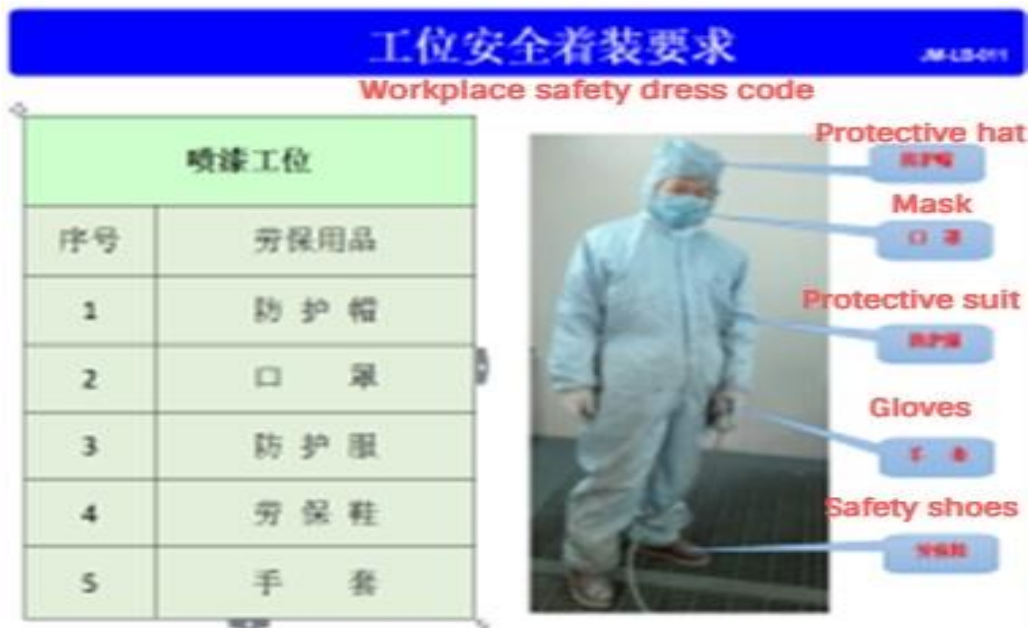 工位安全着装要求
JM-LB-011
Workplace safety dress code
喷漆工位
序号 劳保用品
1 防护帽
2 口 罩
3 防护服
4 劳保鞋
5 手 套
Protective hat
防护帽
Mask
口 罩
Protective suit
防护服
Gloves
手 套
Safety shoes
劳保鞋